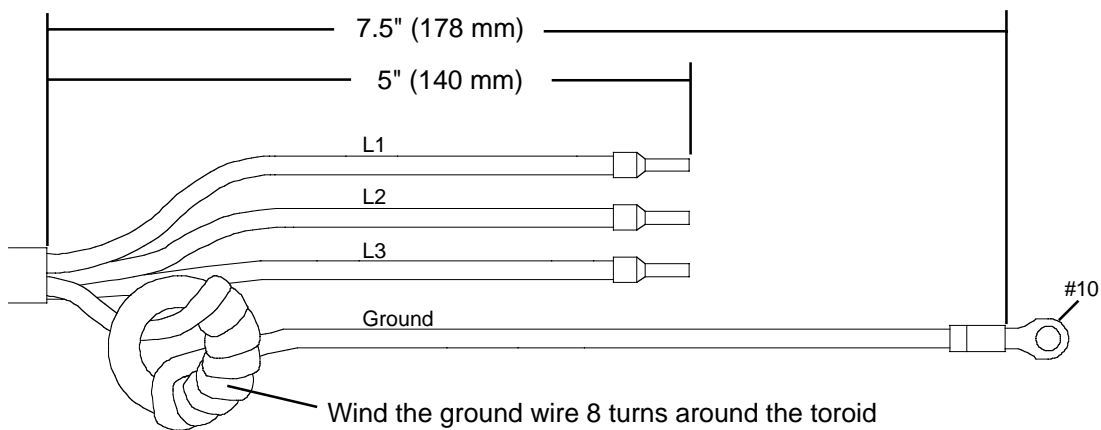 7.5" (178 mm)
5" (140 mm)
L1
L2
L3
#10
Ground
Wind the ground wire 8 turns around the toroid